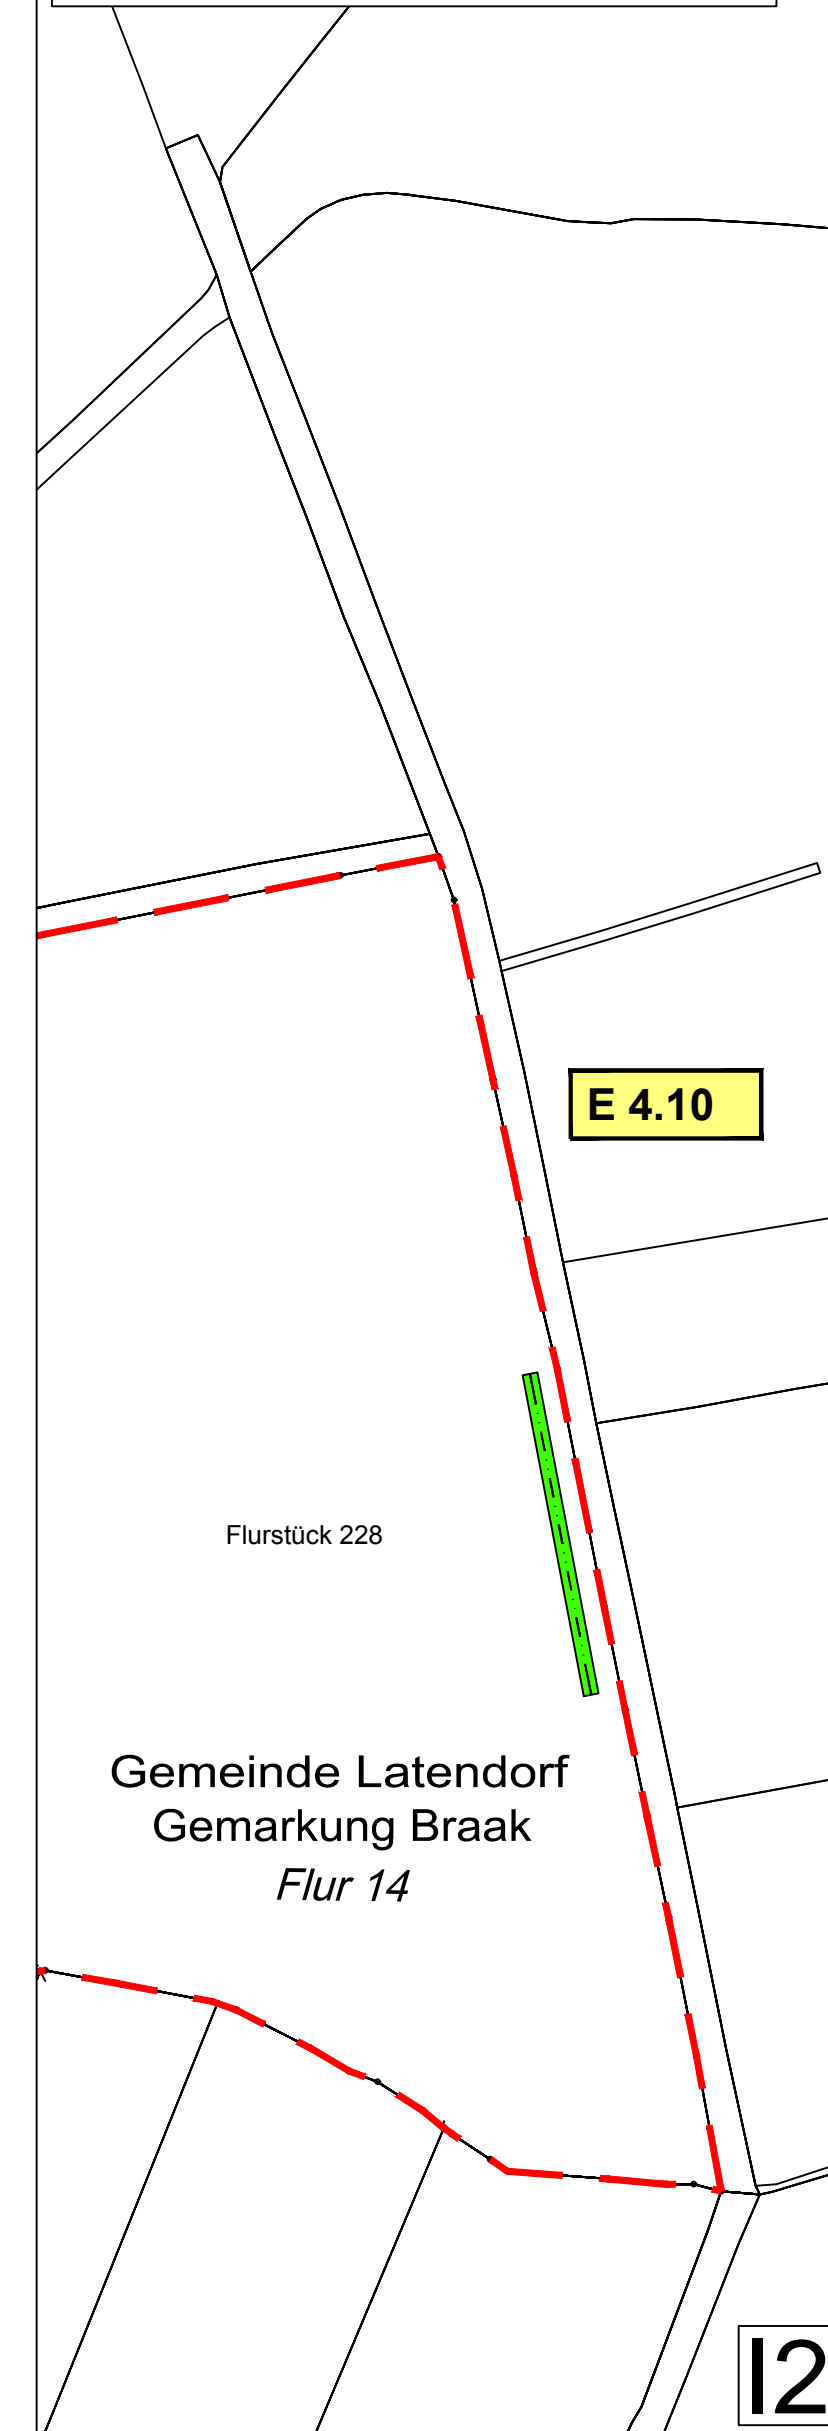 E 4.10
Flurstück 228
Gemeinde Latendorf
Gemarkung Braak
Flur 14
I2